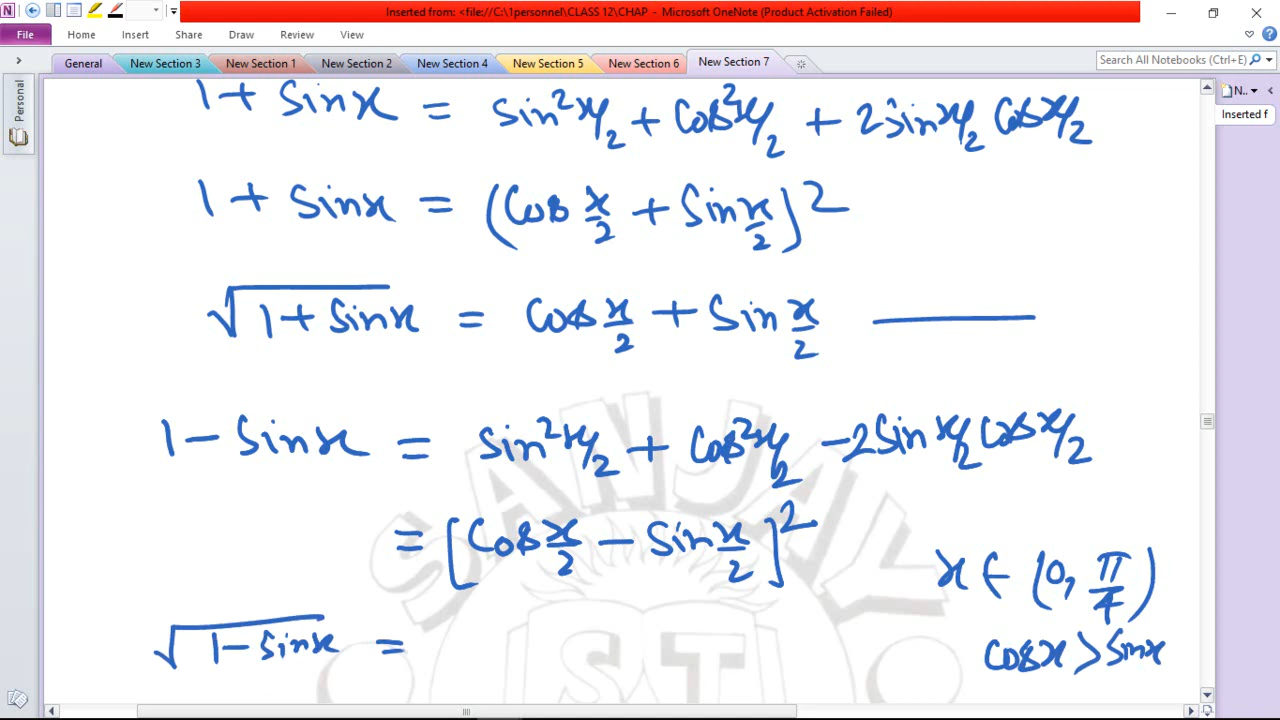 Inserted from: <file://C:\1personnel\CLASS 12\CHAP - Microsoft OneNote (Product Activation Failed)
File Home Insert Share Draw Review View
General New Section 3 New Section 1 New Section 2 New Section 4 New Section 5 New Section 6 New Section 7 Search All Notebooks (Ctrl+E)
Personal
N..
Inserted f
1 + Sinx = sin²x/2 + cos²x/2 + 2sinx/2 cosx/2
1 + Sinx = (Cos x/2 + Sin x/2)²
√(1 + Sinx) = Cos x/2 + Sin x/2
1 - Sinx = sin²x/2 + cos²x/2 - 2Sinx/2 Cosx/2
= [Cos x/2 - Sin x/2]²
x ∈ (0, π/4)
√(1 - Sinx) =
cosx > sinx
SANJAL
ST